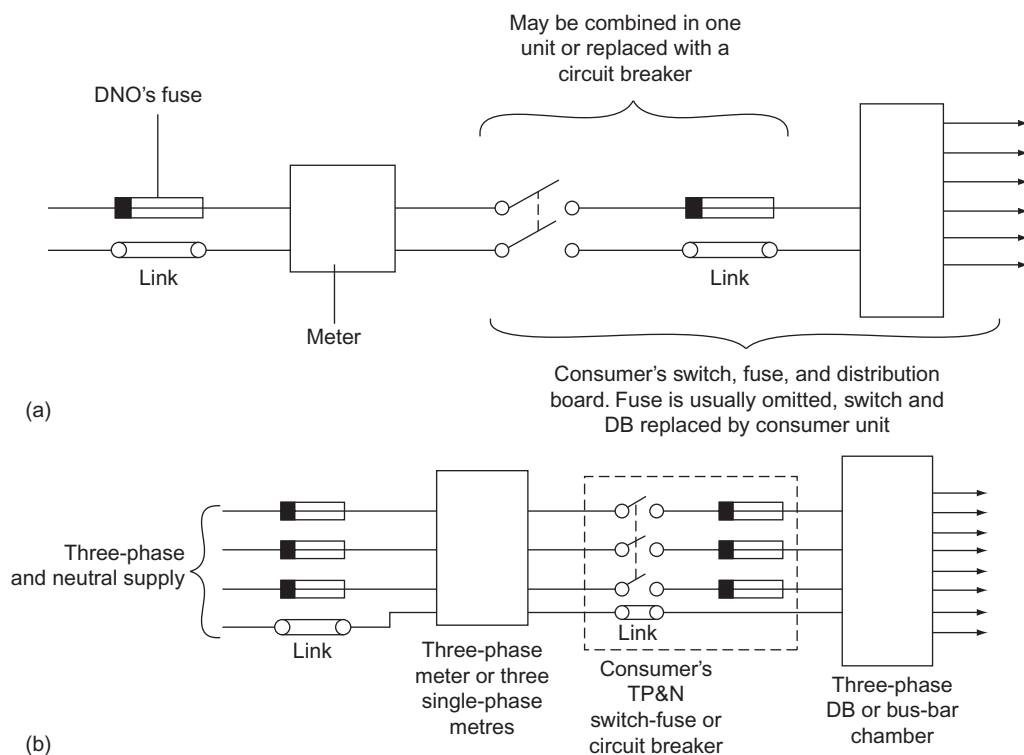 May be combined in one
unit or replaced with a
circuit breaker
DNO's fuse
Link
Link
Meter
Consumer's switch, fuse, and distribution
board. Fuse is usually omitted, switch and
DB replaced by consumer unit
(a)
Three-phase
and neutral supply
Link
Link
Three-phase
meter or three
single-phase
metres
Consumer's
TP&N
switch-fuse or
circuit breaker
Three-phase
DB or bus-bar
chamber
(b)